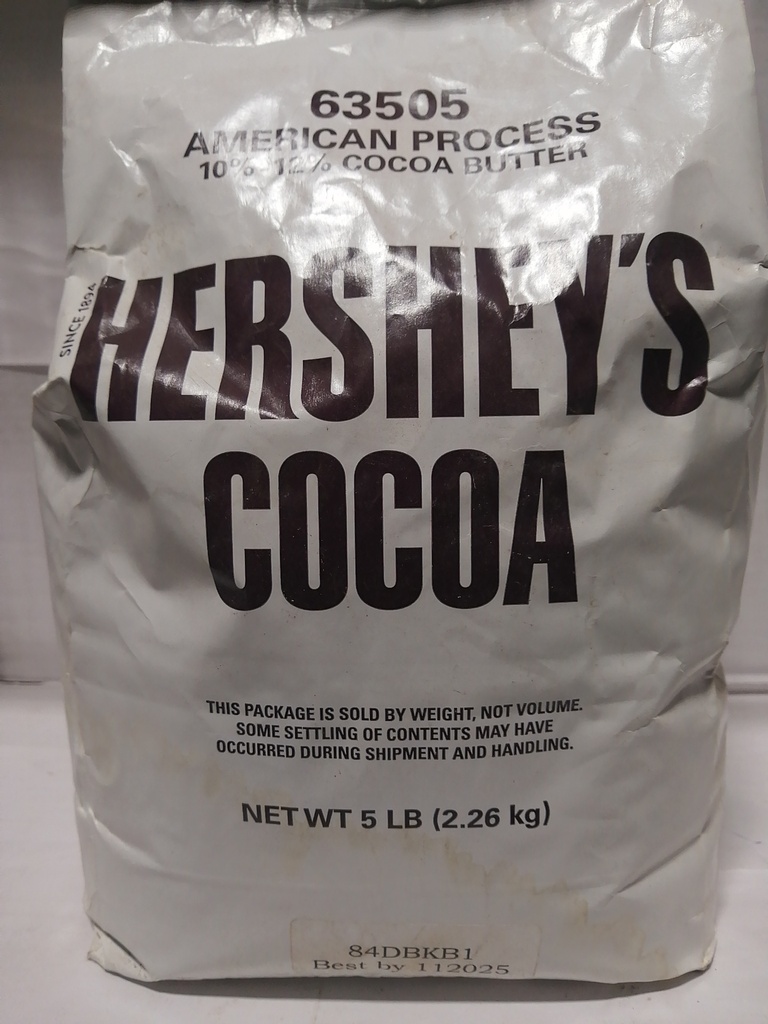 63505
AMERICAN PROCESS
10%-12% COCOA BUTTER
SINCE 1894
HERSHEY'S
COCOA
THIS PACKAGE IS SOLD BY WEIGHT, NOT VOLUME.
SOME SETTLING OF CONTENTS MAY HAVE
OCCURRED DURING SHIPMENT AND HANDLING.
NET WT 5 LB (2.26 kg)
84DBKB1
Best by 112025